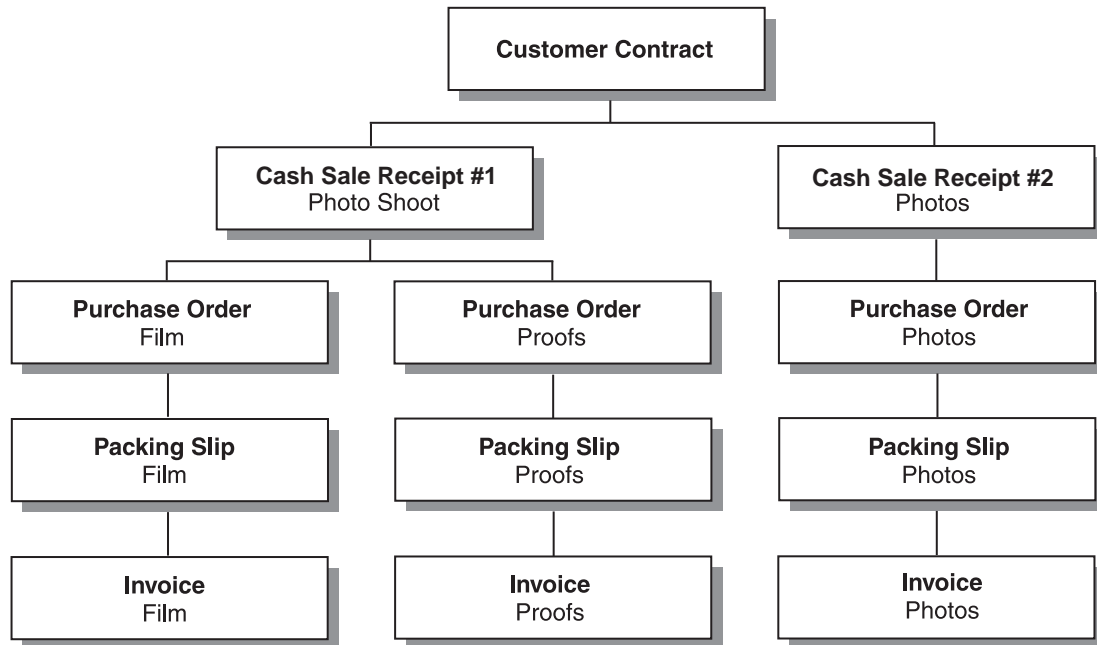 Customer Contract
Cash Sale Receipt #1
Photo Shoot
Cash Sale Receipt #2
Photos
Purchase Order
Film
Purchase Order
Proofs
Purchase Order
Photos
Packing Slip
Film
Packing Slip
Proofs
Packing Slip
Photos
Invoice
Film
Invoice
Proofs
Invoice
Photos